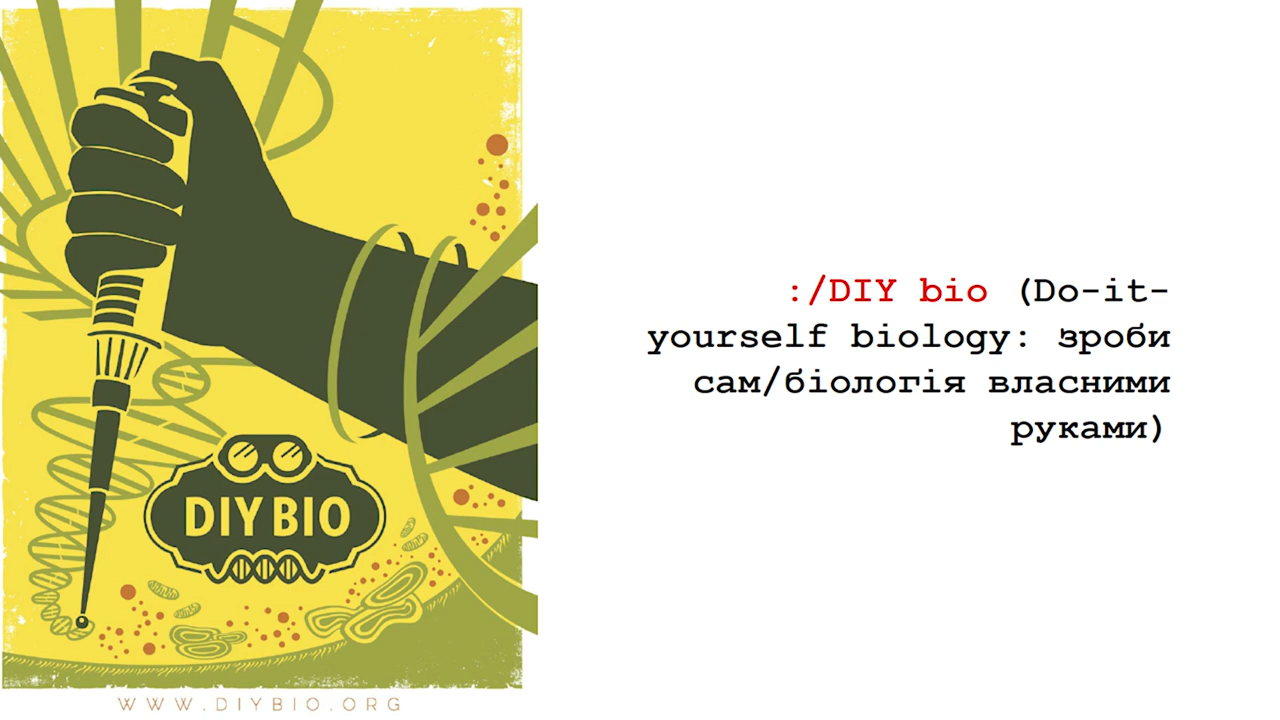 DIY BIO
WWW.DIYBIO.ORG
:/DIY bio (Do-it-
yourself biology: зроби
сам/біологія власними
руками)